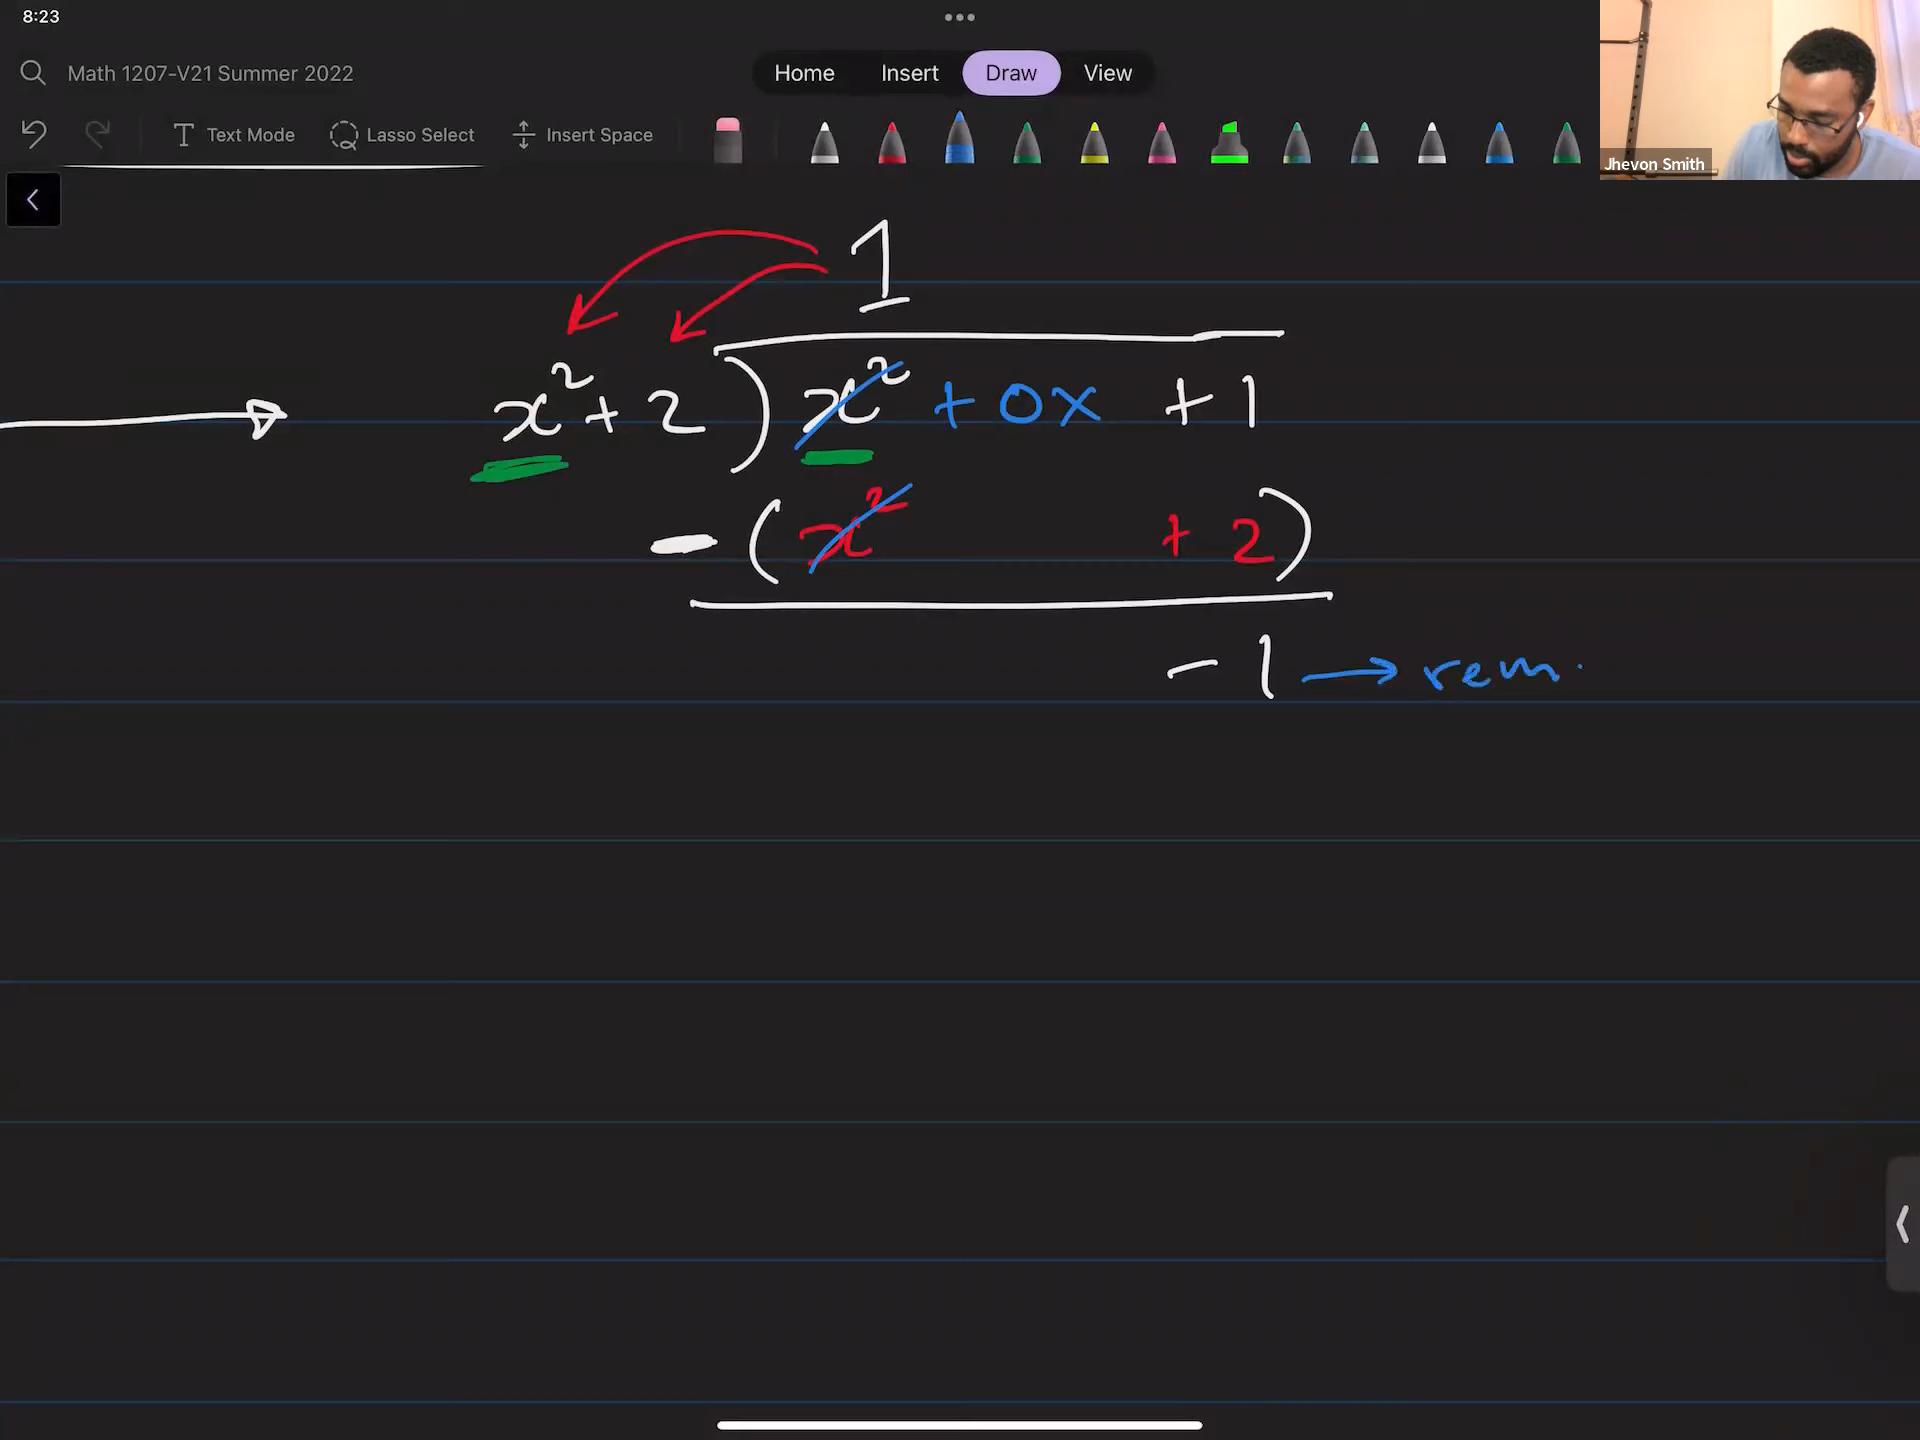 8:23
Math 1207-V21 Summer 2022
Home Insert Draw View
Text Mode Lasso Select Insert Space
Jhevon Smith
1
x² + 2 ) x² + 0x + 1
- ( x² + 2 )
- 1 → rem.